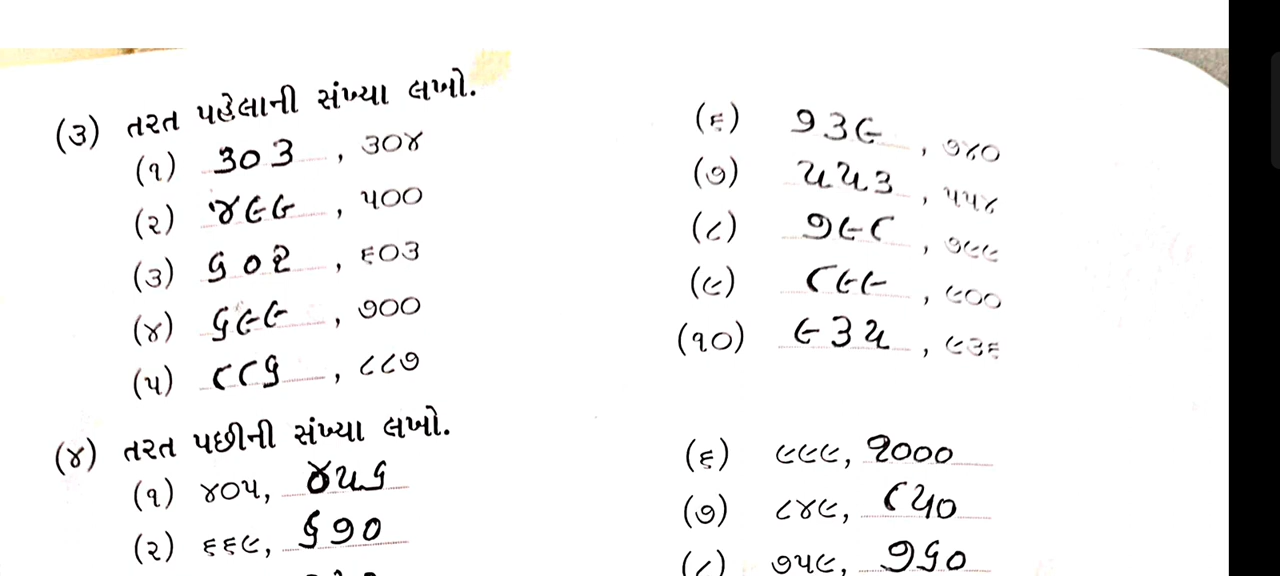 (૩) તરત પહેલાની સંખ્યા લખો.
(૧) ૩૦૩ , ૩૦૪
(૨) ૪૯૯ , ૫૦૦
(૩) ૬૦૨ , ૬૦૩
(૪) ૬૯૯ , ૭૦૦
(૫) ૮૮૬ , ૮૮૭
(૬) ૭૩૯ , ૭૪૦
(૭) ૫૫૩ , ૫૫૪
(૮) ૭૯૮ , ૭૯૯
(૯) ૮૯૯ , ૯૦૦
(૧૦) ૯૩૫ , ૯૩૬
(૪) તરત પછીની સંખ્યા લખો.
(૧) ૪૦૫, ૪૫૬
(૨) ૬૬૯, ૬૭૦
(૬) ૯૯૯, ૧૦૦૦
(૭) ૮૪૯, ૮૫૦
(૮) ૭૫૯, ૭૬૦